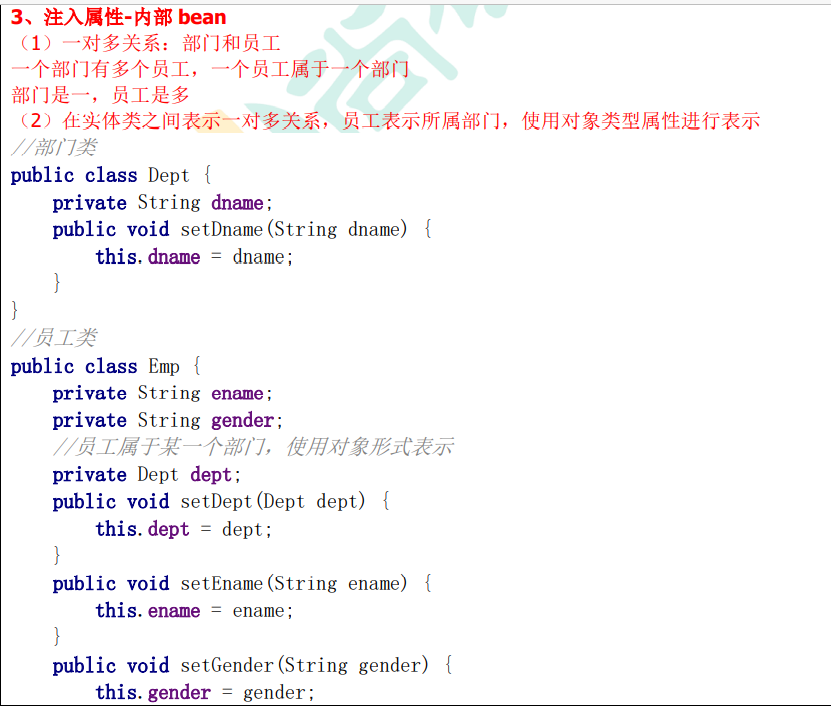 3、注入属性-内部 bean
（1）一对多关系：部门和员工
一个部门有多个员工，一个员工属于一个部门
部门是一，员工是多
（2）在实体类之间表示一对多关系，员工表示所属部门，使用对象类型属性进行表示
//部门类
public class Dept {
    private String dname;
    public void setDname(String dname) {
        this.dname = dname;
    }
}
//员工类
public class Emp {
    private String ename;
    private String gender;
    //员工属于某一个部门，使用对象形式表示
    private Dept dept;
    public void setDept(Dept dept) {
        this.dept = dept;
    }
    public void setEname(String ename) {
        this.ename = ename;
    }
    public void setGender(String gender) {
        this.gender = gender;